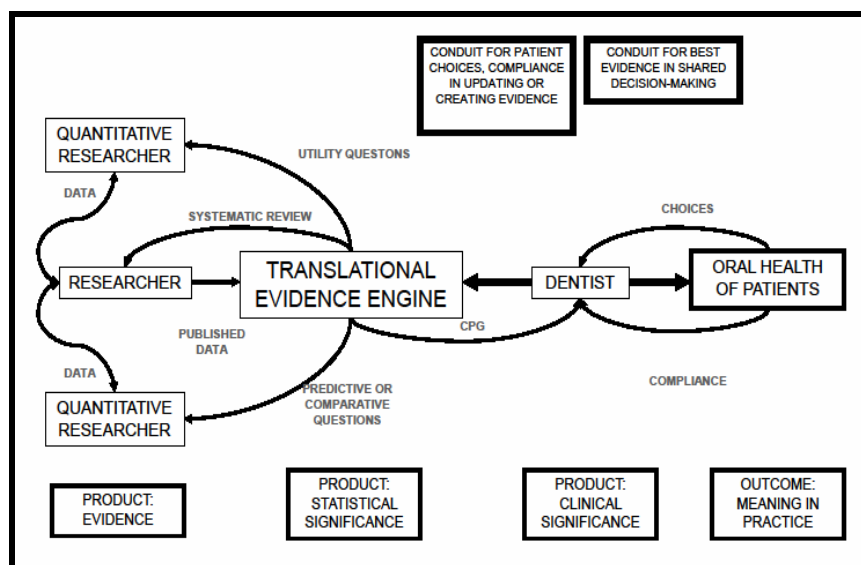 CONDUIT FOR PATIENT
CHOICES, COMPLIANCE
IN UPDATING OR
CREATING EVIDENCE
CONDUIT FOR BEST
EVIDENCE IN SHARED
DECISION-MAKING
QUANTITATIVE
RESEARCHER
UTILITY QUESTONS
DATA
SYSTEMATIC REVIEW
CHOICES
RESEARCHER
TRANSLATIONAL
EVIDENCE ENGINE
DENTIST
ORAL HEALTH
OF PATIENTS
PUBLISHED
DATA
CPG
DATA
PREDICTIVE OR
COMPARATIVE
QUESTIONS
COMPLIANCE
QUANTITATIVE
RESEARCHER
PRODUCT:
EVIDENCE
PRODUCT:
STATISTICAL
SIGNIFICANCE
PRODUCT:
CLINICAL
SIGNIFICANCE
OUTCOME:
MEANING IN
PRACTICE